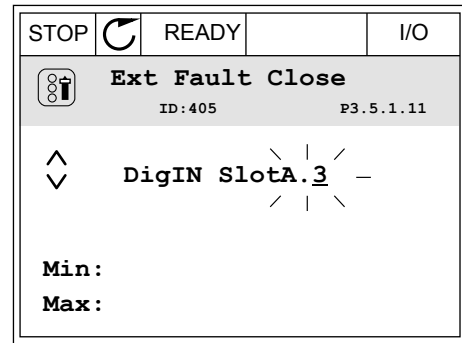 STOP READY I/O
Ext Fault Close
ID:405 P3.5.1.11
DigIN SlotA.3
Min:
Max: